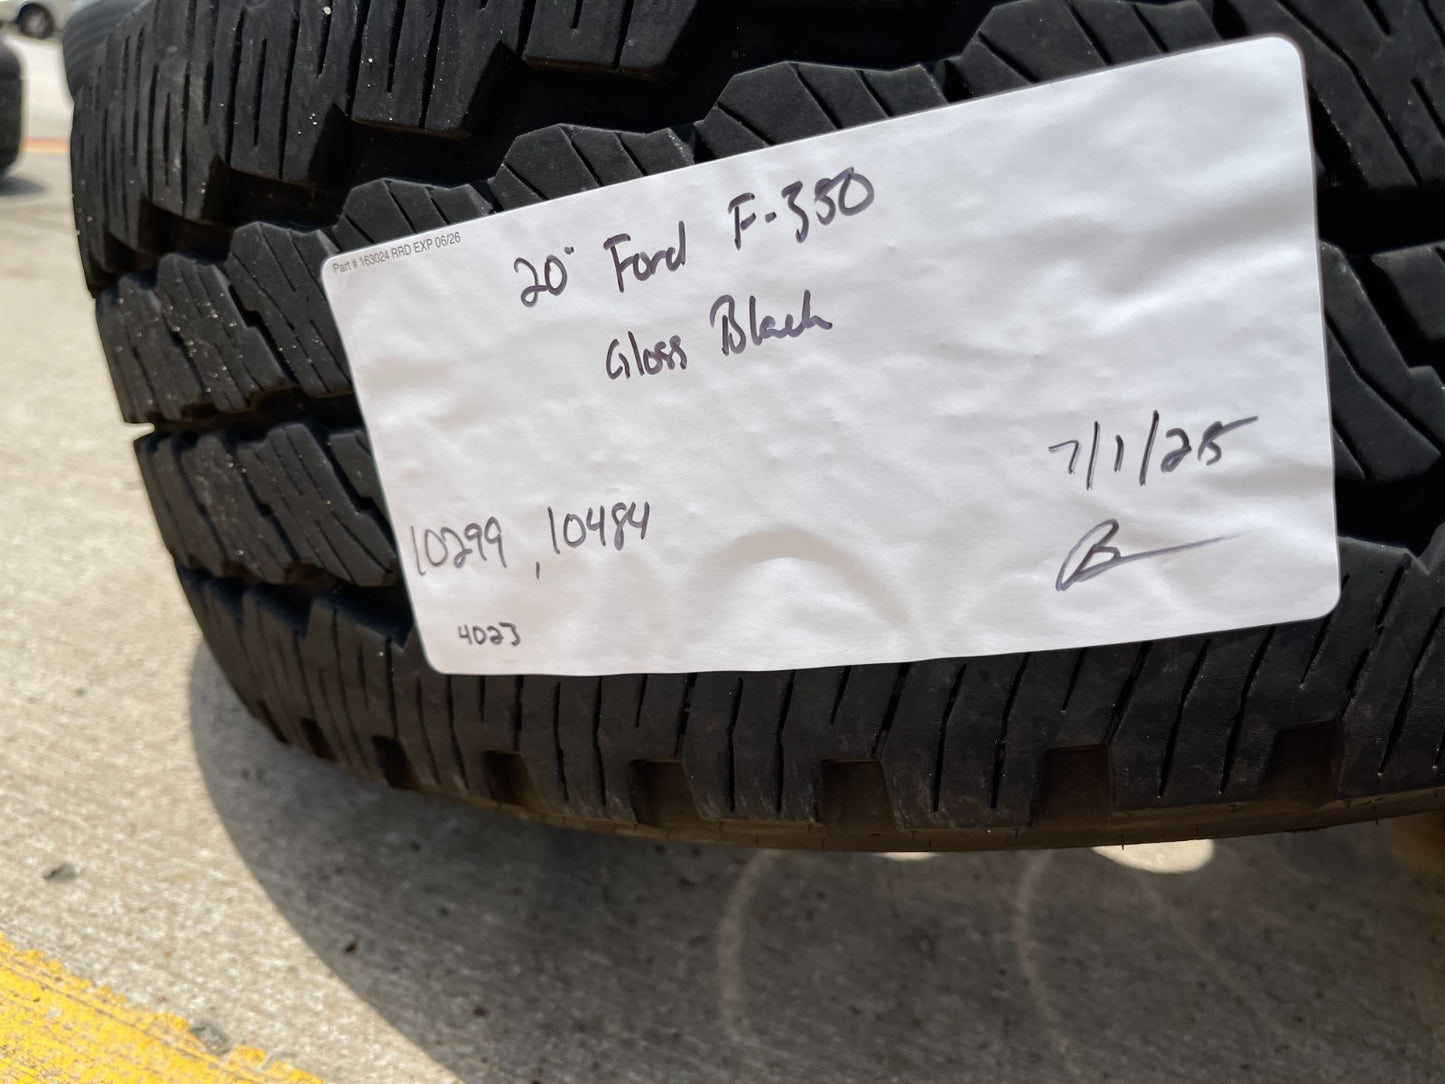 Part # 163024 RRD EXP 06/26
20" Ford F-350
Gloss Black
7/1/25
10299, 10484
4023